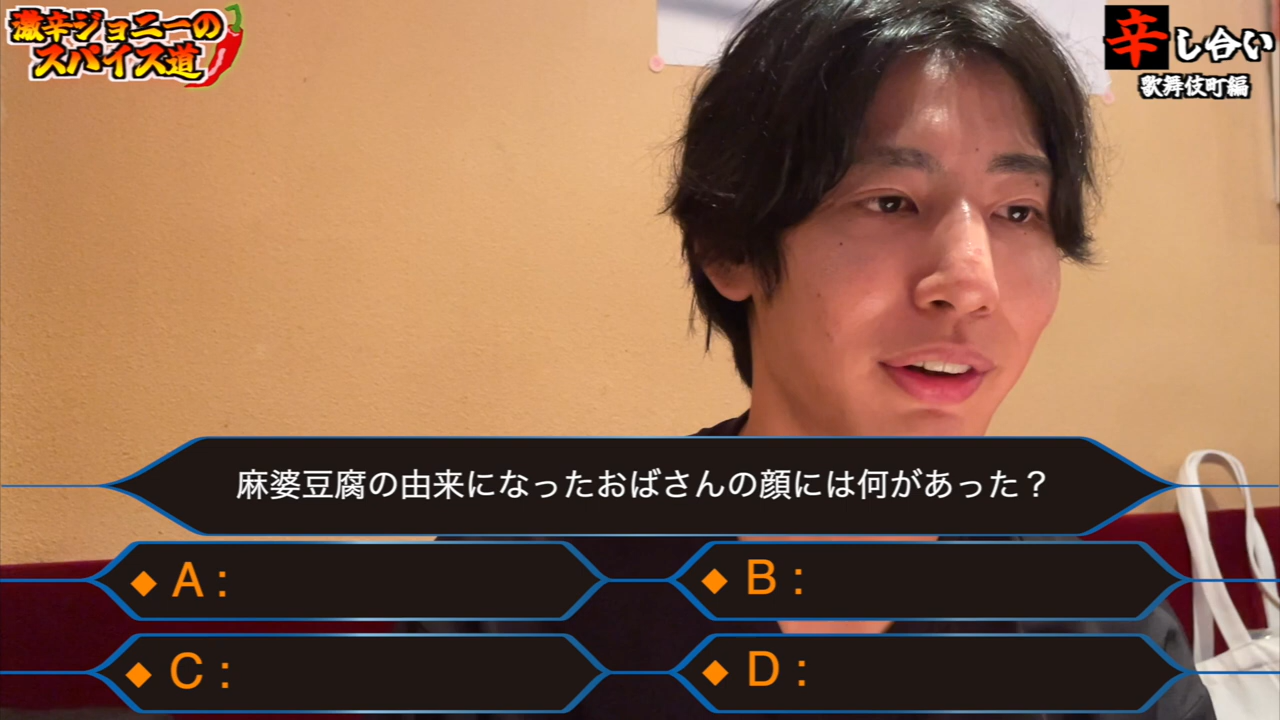 激辛ジョニーの
スパイス道
辛し合い
歌舞伎町編
麻婆豆腐の由来になったおばさんの顔には何があった？
◆A：
◆B：
◆C：
◆D：